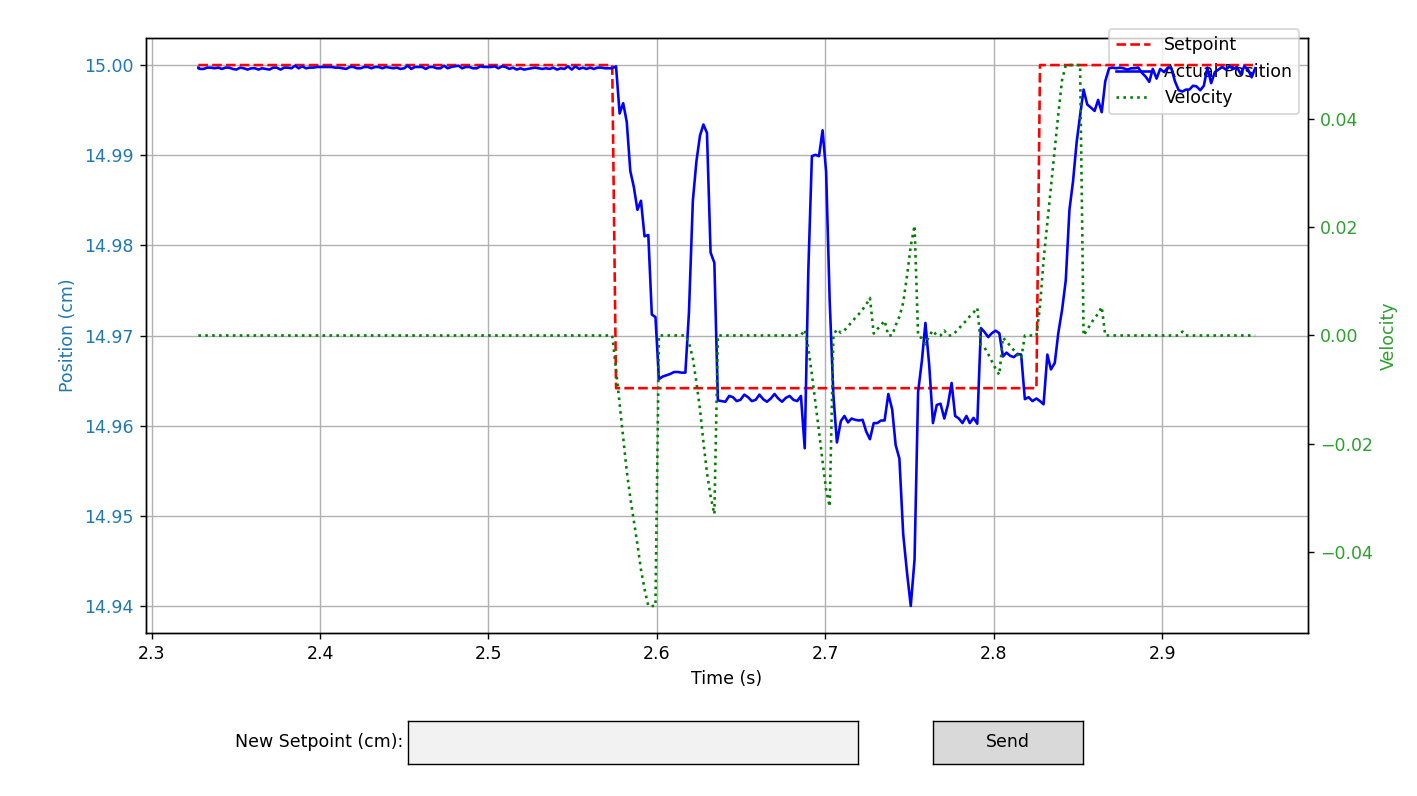 Setpoint
Actual Position
Velocity
15.00
14.99
14.98
14.97
14.96
14.95
14.94
Position (cm)
0.04
0.02
0.00
−0.02
−0.04
Velocity
2.3 2.4 2.5 2.6 2.7 2.8 2.9
Time (s)
New Setpoint (cm): Send